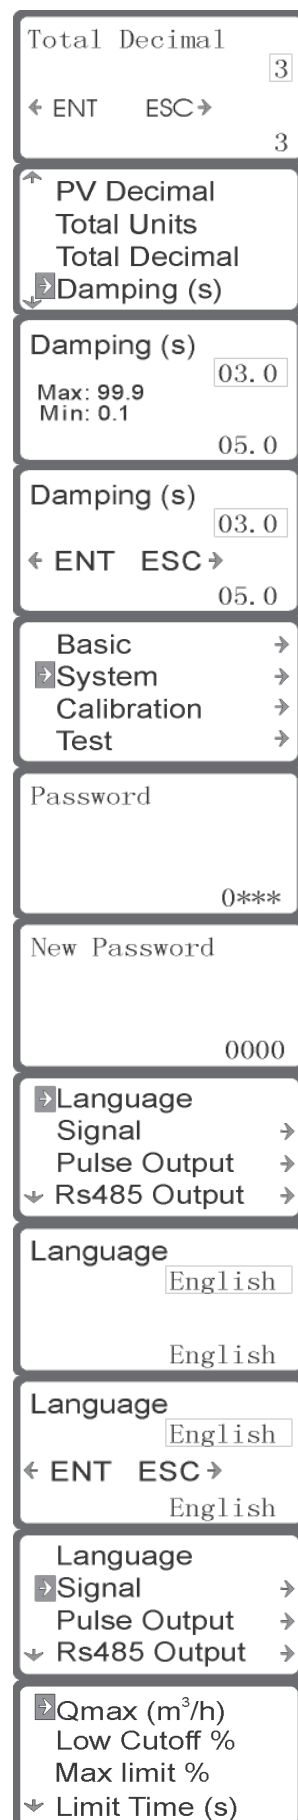 Total Decimal
3
ENT ESC
3
PV Decimal
Total Units
Total Decimal
Damping (s)
Damping (s)
03.0
Max: 99.9
Min: 0.1
05.0
Damping (s)
03.0
ENT ESC
05.0
Basic
System
Calibration
Test
Password
0***
New Password
0000
Language
Signal
Pulse Output
Rs485 Output
Language
English
English
Language
English
ENT ESC
English
Language
Signal
Pulse Output
Rs485 Output
Qmax (m³/h)
Low Cutoff %
Max limit %
Limit Time (s)